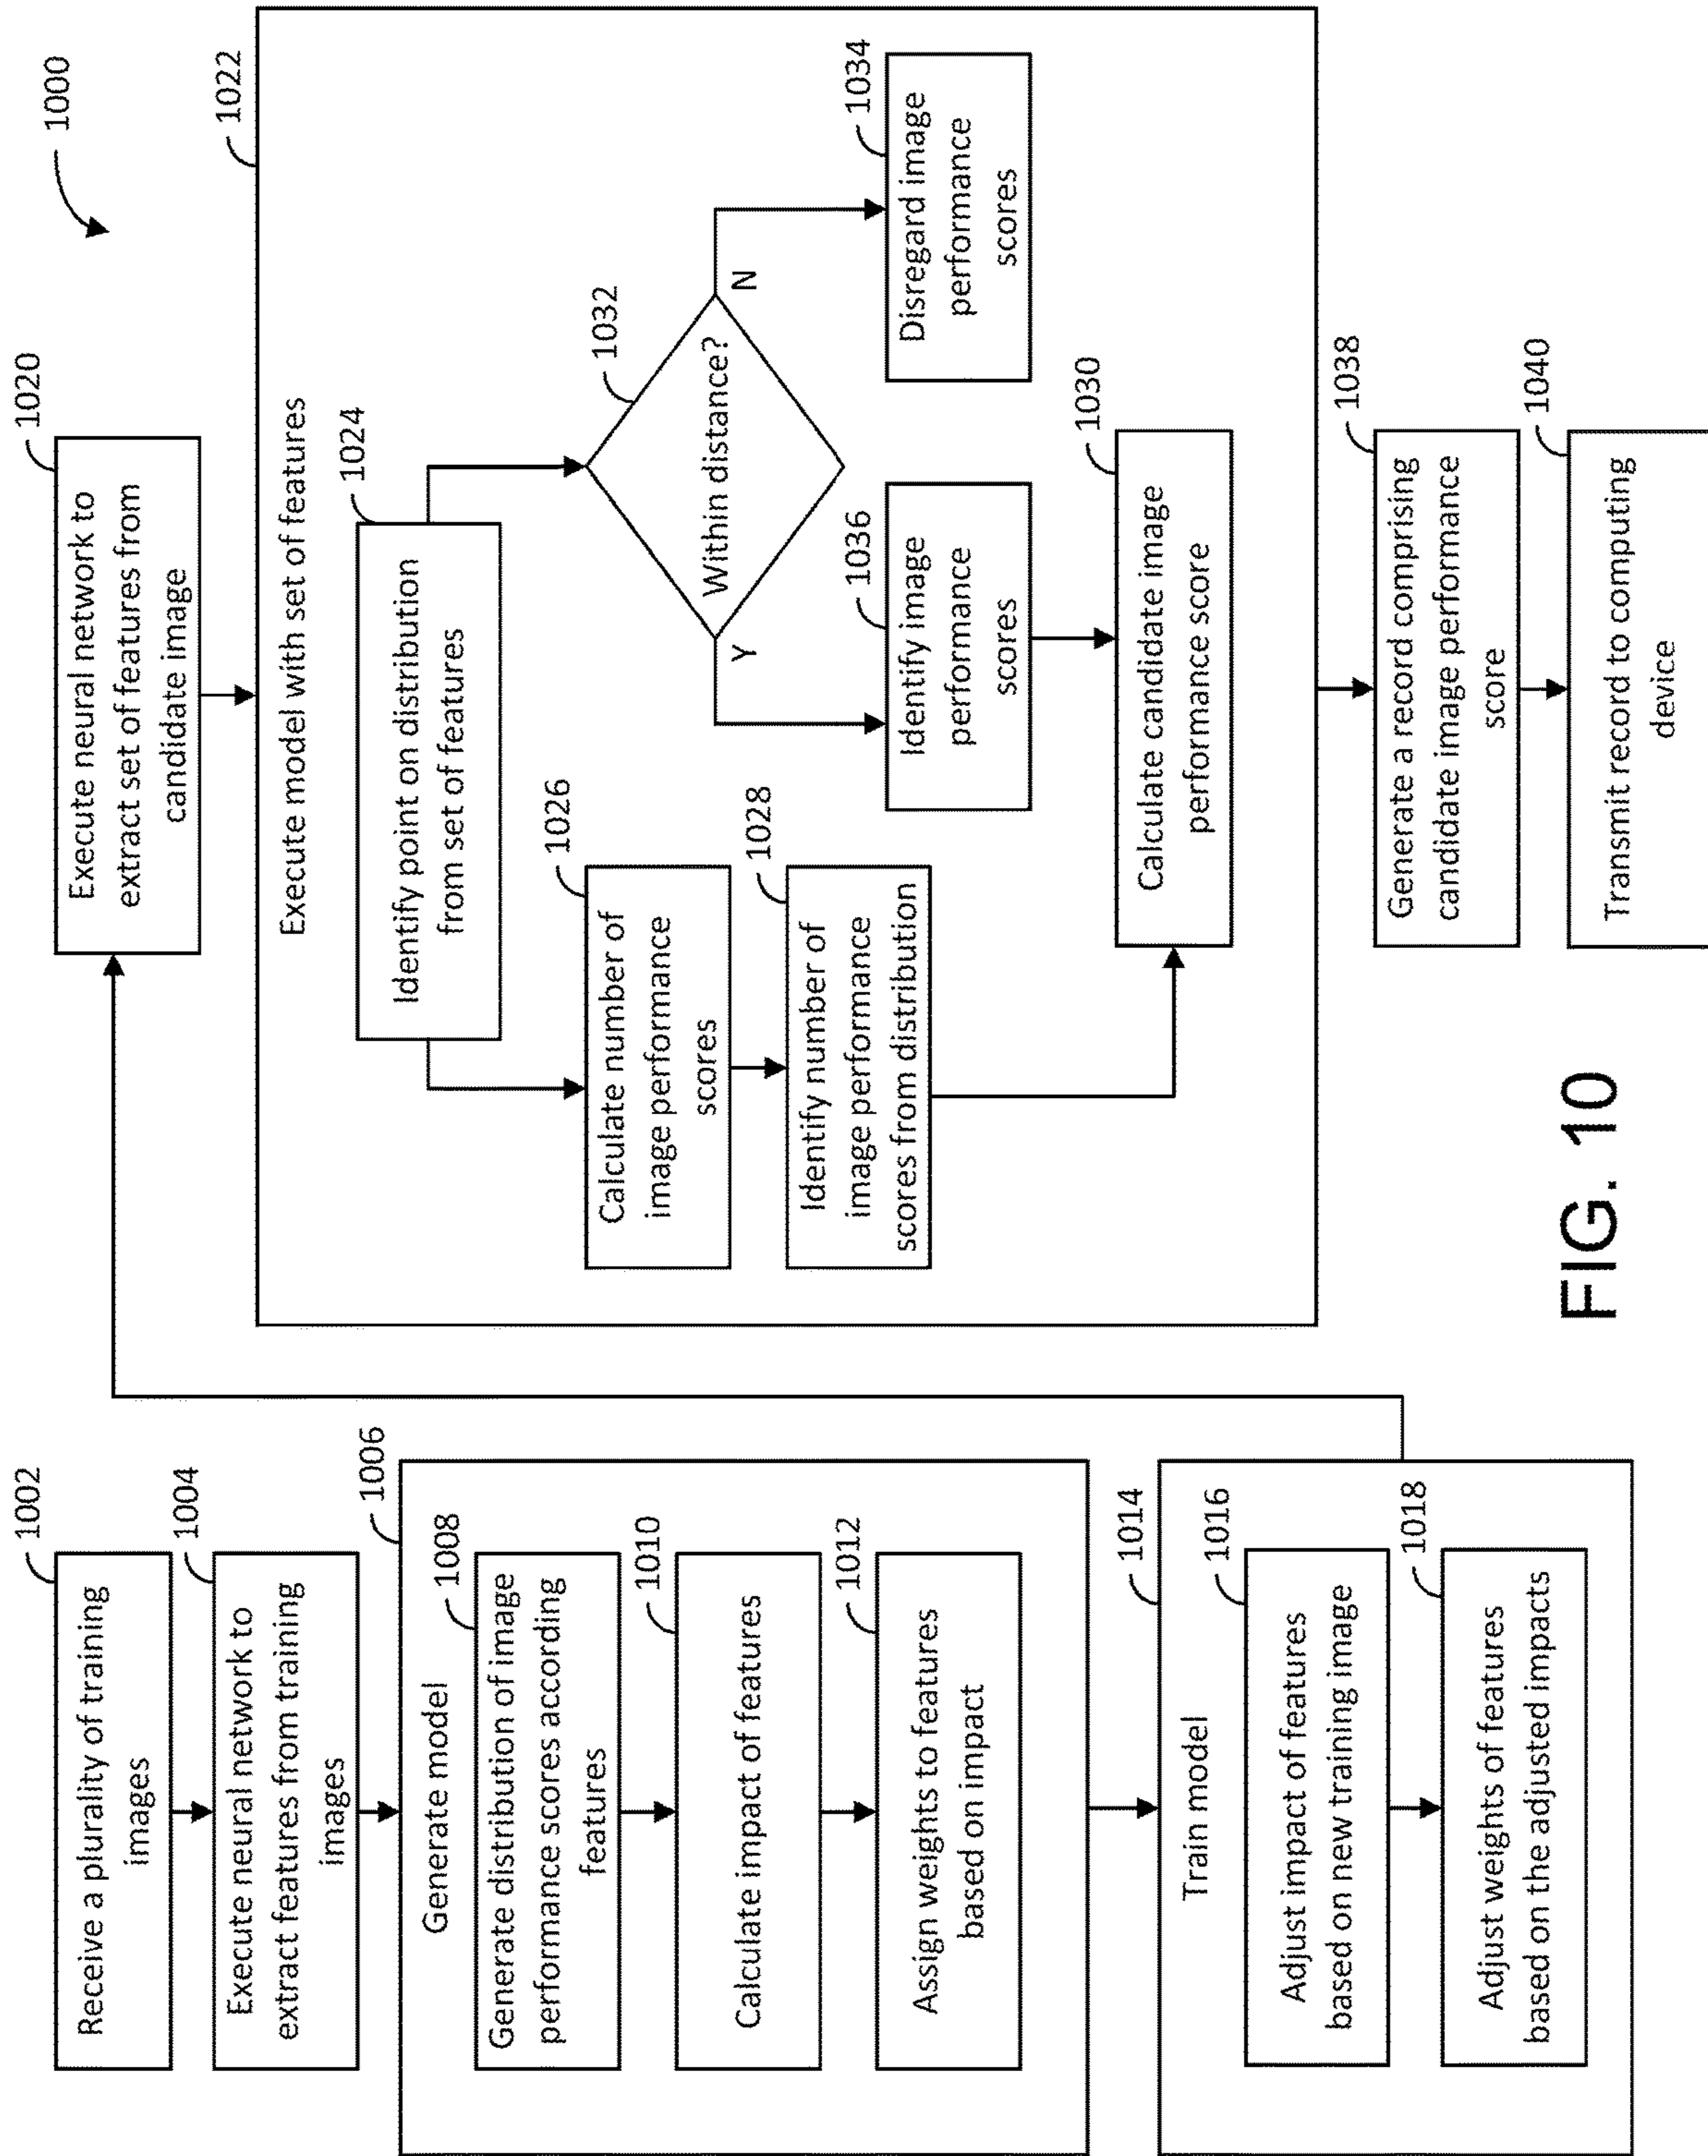 1000
1002
Receive a plurality of training
images
1004
Execute neural network to
extract features from training
images
1006
Generate model
1008
Generate distribution of image
performance scores according
features
1010
Calculate impact of features
1012
Assign weights to features
based on impact
1014
Train model
1016
Adjust impact of features
based on new training image
1018
Adjust weights of features
based on the adjusted impacts
1020
Execute neural network to
extract set of features from
candidate image
1022
Execute model with set of features
1024
Identify point on distribution
from set of features
1026
Calculate number of
image performance
scores
1028
Identify number of
image performance
scores from distribution
1032
Within distance?
Y
N
1036
Identify image
performance
scores
1034
Disregard image
performance
scores
1030
Calculate candidate image
performance score
1038
Generate a record comprising
candidate image performance
score
1040
Transmit record to computing
device
FIG. 10